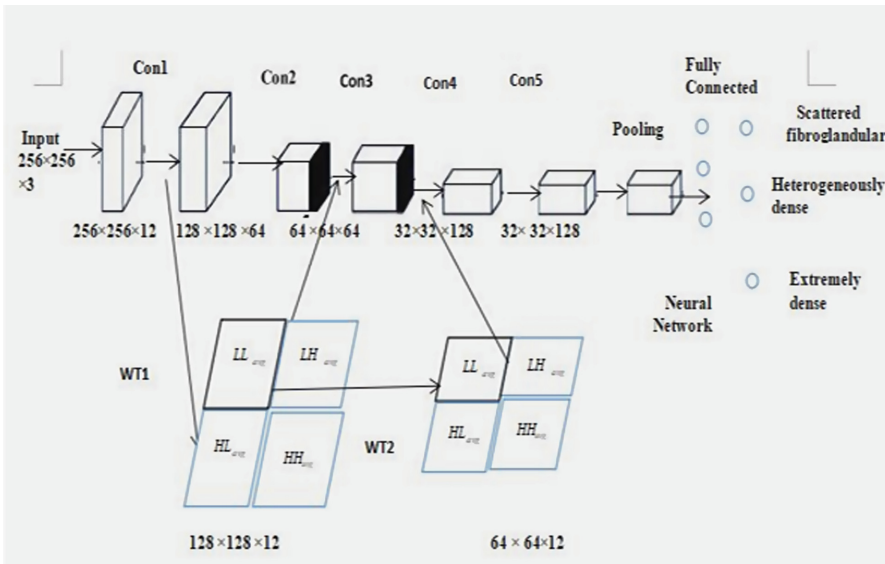 Con1
Con2
Con3
Con4
Con5
Fully
Connected
Pooling
Scattered
fibroglandular
Input
256×256
×3
Heterogeneously
dense
256×256×12
128 ×128 ×64
64×64×64
32×32 ×128
32× 32×128
Extremely
dense
Neural
Network
WT1
LL
LH
HL
HH
WT2
LL
LH
HL
HH
128 ×128 ×12
64 × 64×12